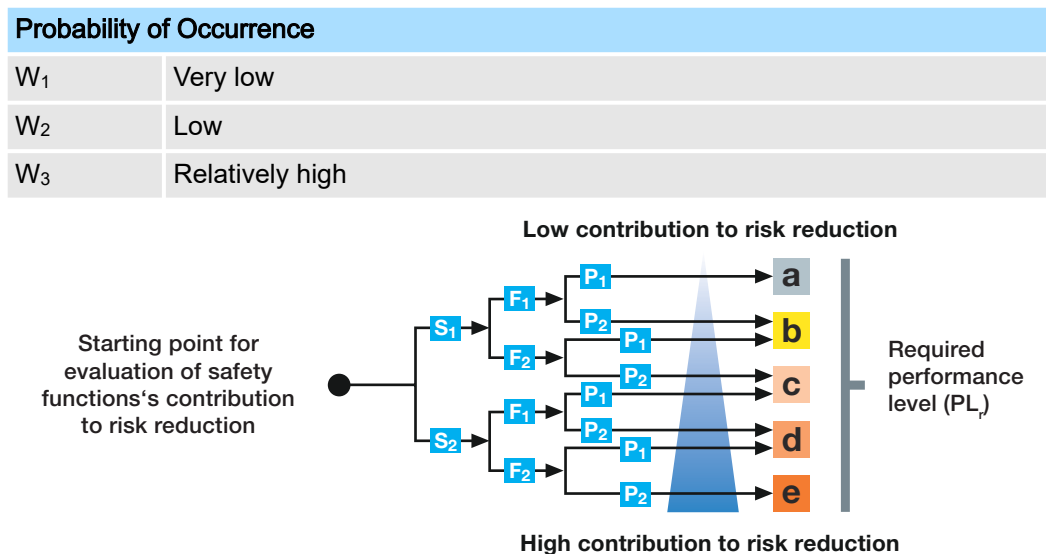 Probability of Occurrence
W₁ Very low
W₂ Low
W₃ Relatively high
Low contribution to risk reduction
P₁
a
F₁
P₂
S₁
P₁
b
F₂
P₂
c
Starting point for
evaluation of safety
functions‘s contribution
to risk reduction
Required
performance
level (PLᵣ)
P₁
F₁
P₂
S₂
P₁
d
F₂
P₂
e
High contribution to risk reduction